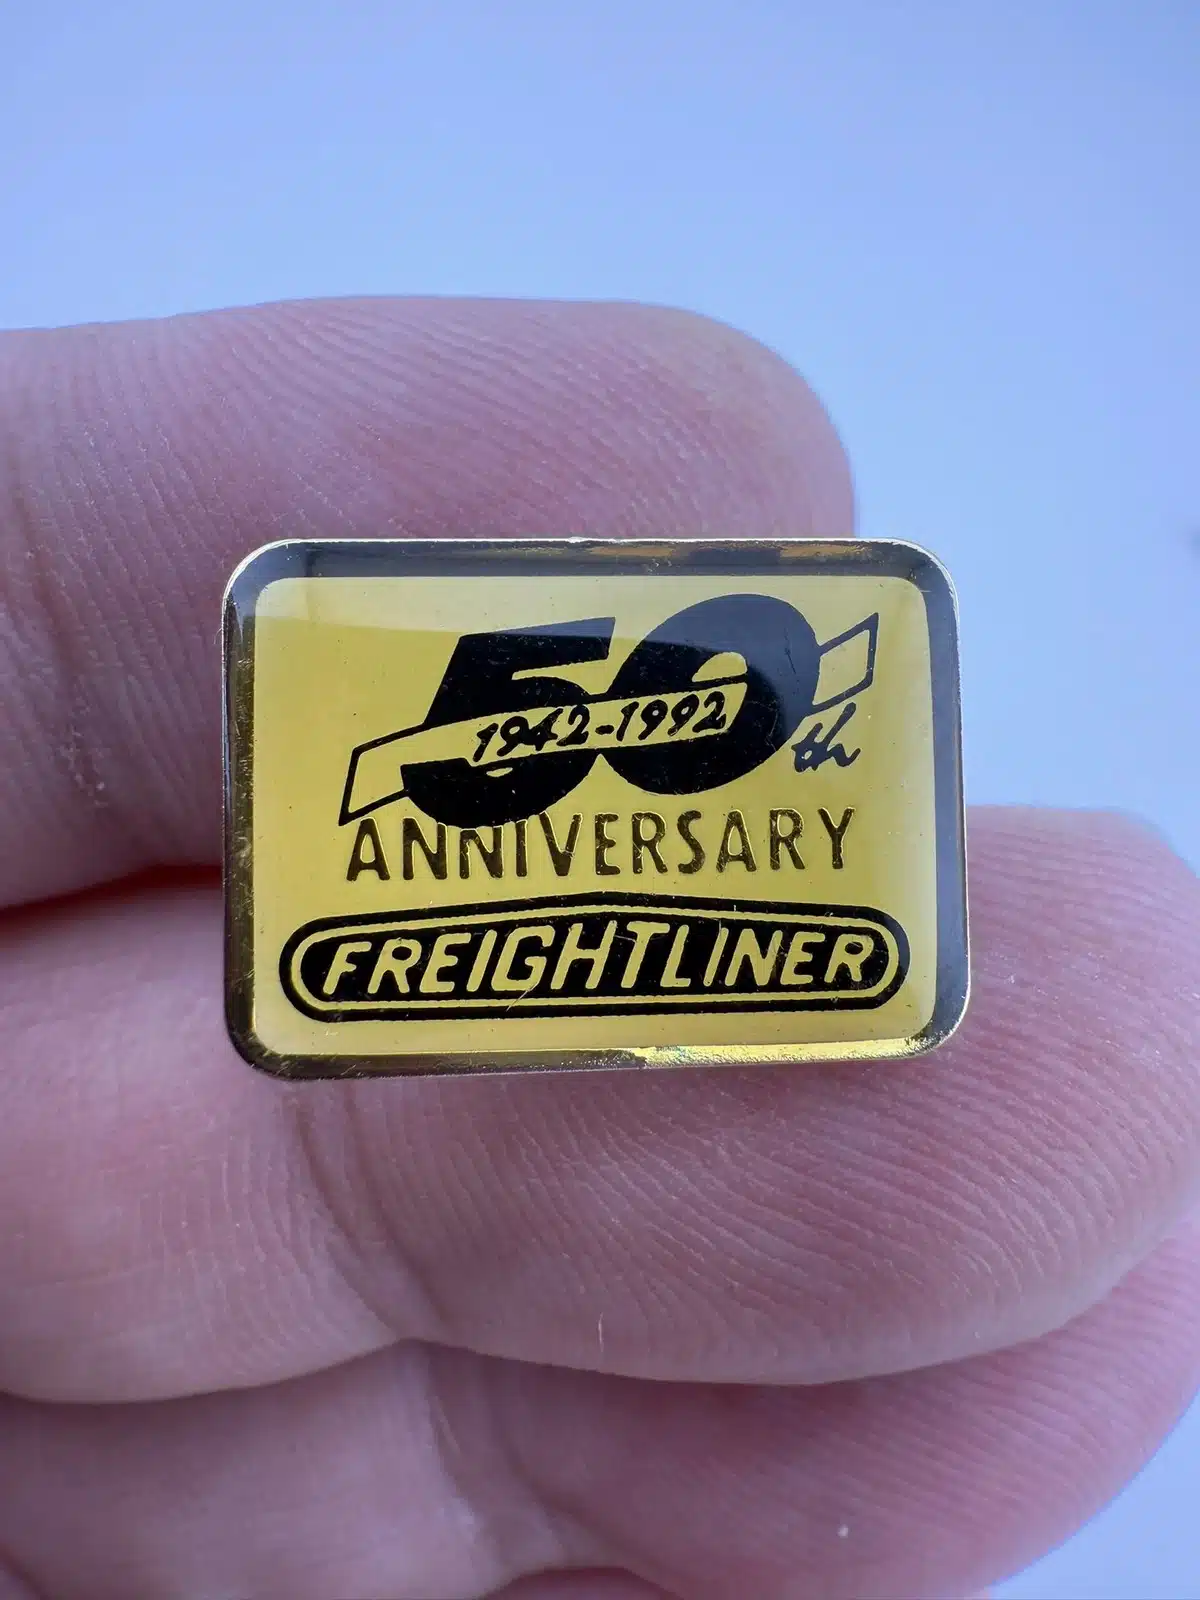 50th
1942-1992
ANNIVERSARY
FREIGHTLINER